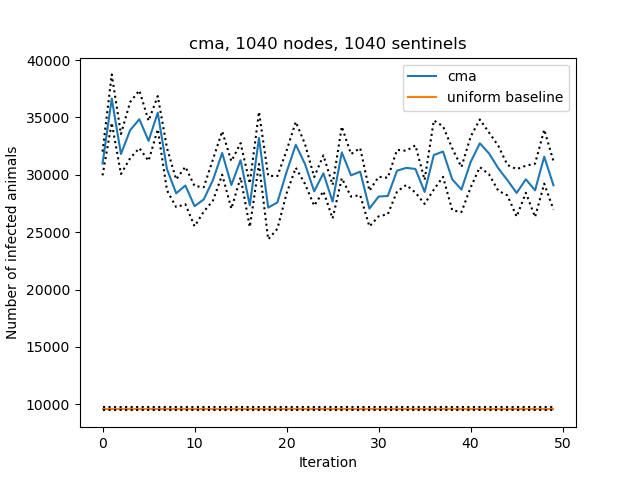 cma, 1040 nodes, 1040 sentinels
cma
uniform baseline
Number of infected animals
40000
35000
30000
25000
20000
15000
10000
0
10
20
30
40
50
Iteration